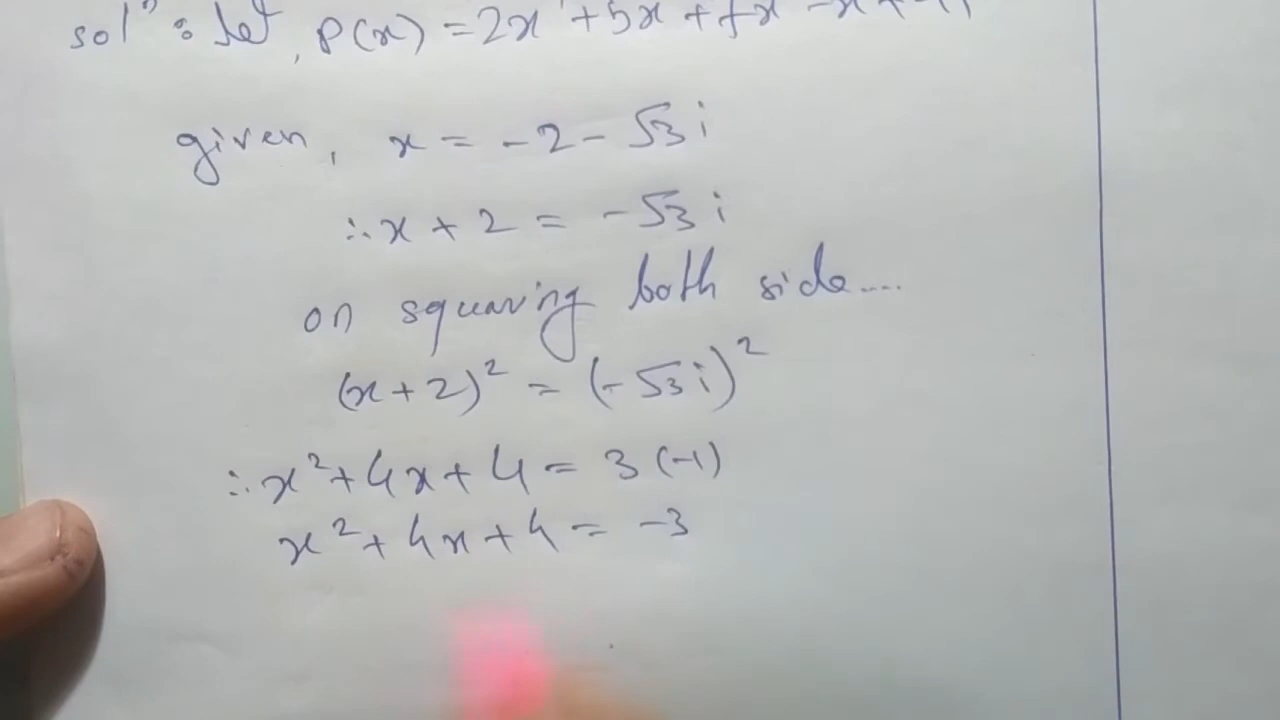 solⁿ: let, P(x) = 2x + 5x + 7x - x +
given, x = -2 - √3 i
∴ x + 2 = -√3 i
on squaring both side....
(x + 2)² = (-√3 i)²
∴ x² + 4x + 4 = 3 (-1)
x² + 4x + 4 = -3